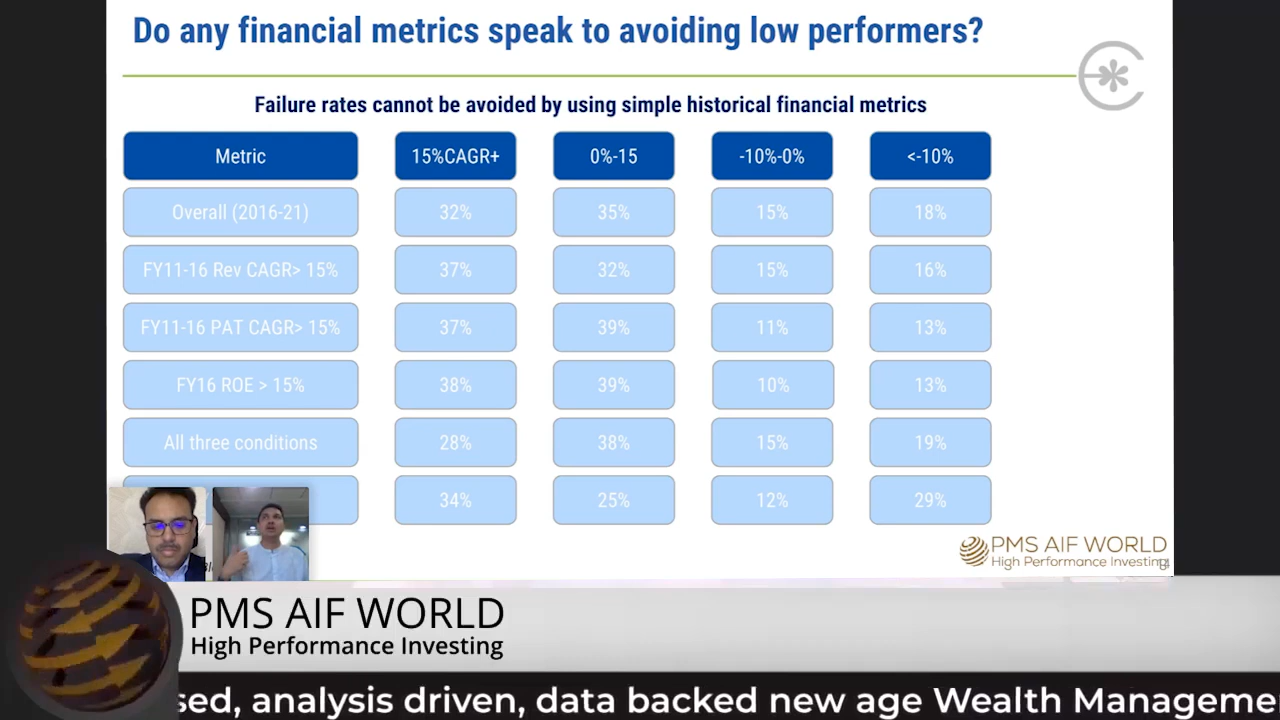 Do any financial metrics speak to avoiding low performers?
Failure rates cannot be avoided by using simple historical financial metrics
Metric 15%CAGR+ 0%-15 -10%-0% <-10%
Overall (2016-21) 32% 35% 15% 18%
FY11-16 Rev CAGR> 15% 37% 32% 15% 16%
FY11-16 PAT CAGR> 15% 37% 39% 11% 13%
FY16 ROE > 15% 38% 39% 10% 13%
All three conditions 28% 38% 15% 19%
34% 25% 12% 29%
PMS AIF WORLD
High Performance Investing
PMS AIF WORLD
High Performance Investing
analysis driven, data backed new age Wealth